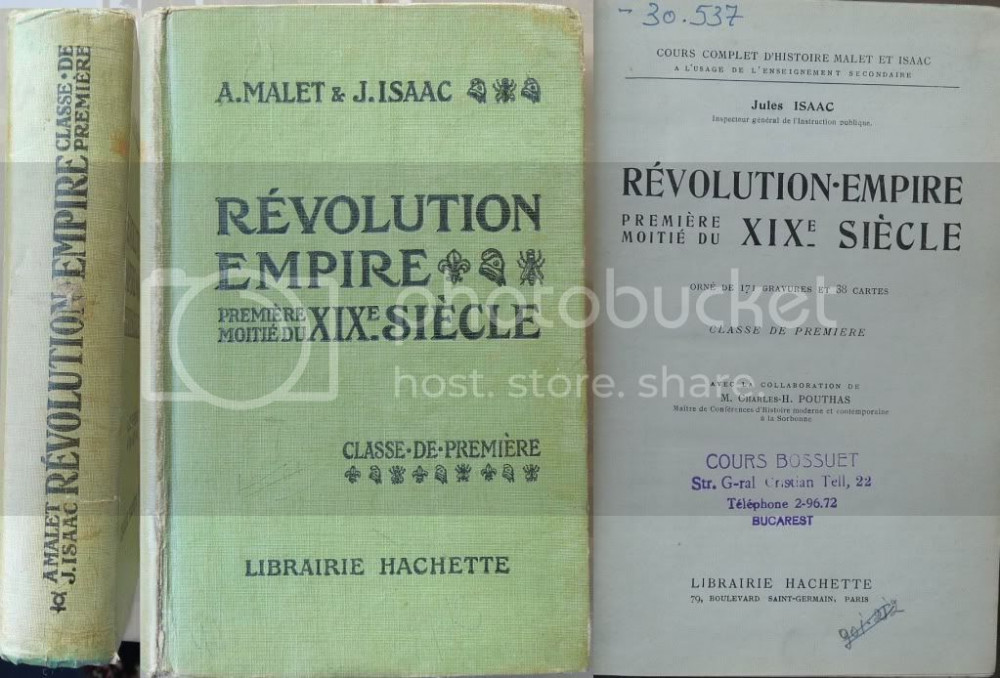 A.MALET & J.ISAAC
RÉVOLUTION·EMPIRE
CLASSE·DE
PREMIÈRE
A.MALET & J.ISAAC
RÉVOLUTION
EMPIRE
PREMIÈRE
MOITIÉ DU XIXE SIÈCLE
CLASSE·DE·PREMIÈRE
LIBRAIRIE HACHETTE
- 30.537
COURS COMPLET D'HISTOIRE MALET ET ISAAC
A L'USAGE DE L'ENSEIGNEMENT SECONDAIRE
Jules ISAAC
Inspecteur général de l'Instruction publique.
RÉVOLUTION·EMPIRE
PREMIÈRE
MOITIÉ DU XIXE SIÈCLE
ORNÉ DE 171 GRAVURES ET 38 CARTES
CLASSE DE PREMIÈRE
AVEC LA COLLABORATION DE
M. CHARLES-H. POUTHAS
Maître de Conférences d'Histoire moderne et contemporaine
à la Sorbonne
COURS BOSSUET
Str. G-ral Cristian Tell, 22
Téléphone 2-96.72
BUCAREST
LIBRAIRIE HACHETTE
79, BOULEVARD SAINT-GERMAIN, PARIS
photobucket
host. store. share.